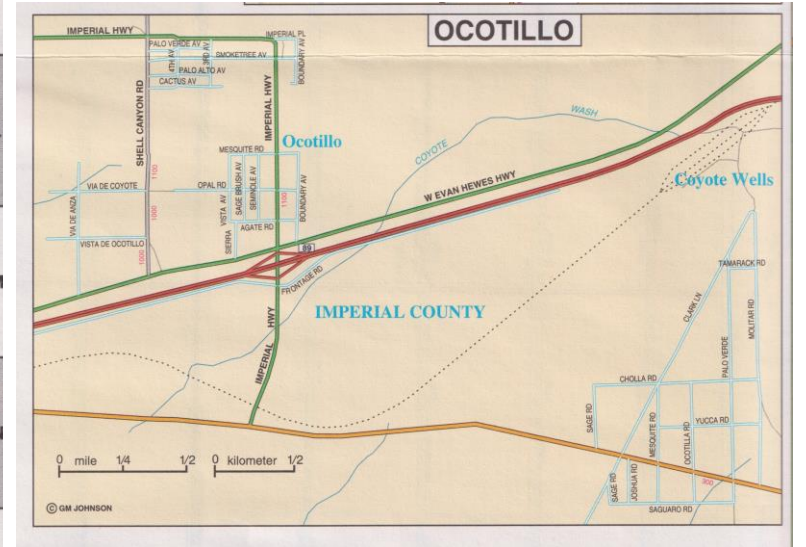 OCOTILLO
IMPERIAL HWY
IMPERIAL PL
PALO VERDE AV
4TH AV
3RD AV
SMOKETREE AV
BOUNDARY AV
PALO ALTO AV
CACTUS AV
SHELL CANYON RD
IMPERIAL HWY
WASH
COYOTE
Ocotillo
MESQUITE RD
1100
SAGE BRUSH AV
SEMINOLE AV
Coyote Wells
W EVAN HEWES HWY
VIA DE COYOTE
OPAL RD
1100
BOUNDARY AV
VIA DE ANZA
1000
VISTA AV
SIERRA
AGATE RD
VISTA DE OCOTILLO
89
1000
FRONTAGE RD
TAMARACK RD
IMPERIAL COUNTY
CLARK LN
MOLITAR RD
IMPERIAL HWY
PALO VERDE
CHOLLA RD
SAGE RD
MESQUITE RD
OCOTILLA RD
YUCCA RD
0 mile 1/4 1/2 0 kilometer 1/2
SAGE RD
JOSHUA RD
360
SAGUARO RD
© GM JOHNSON